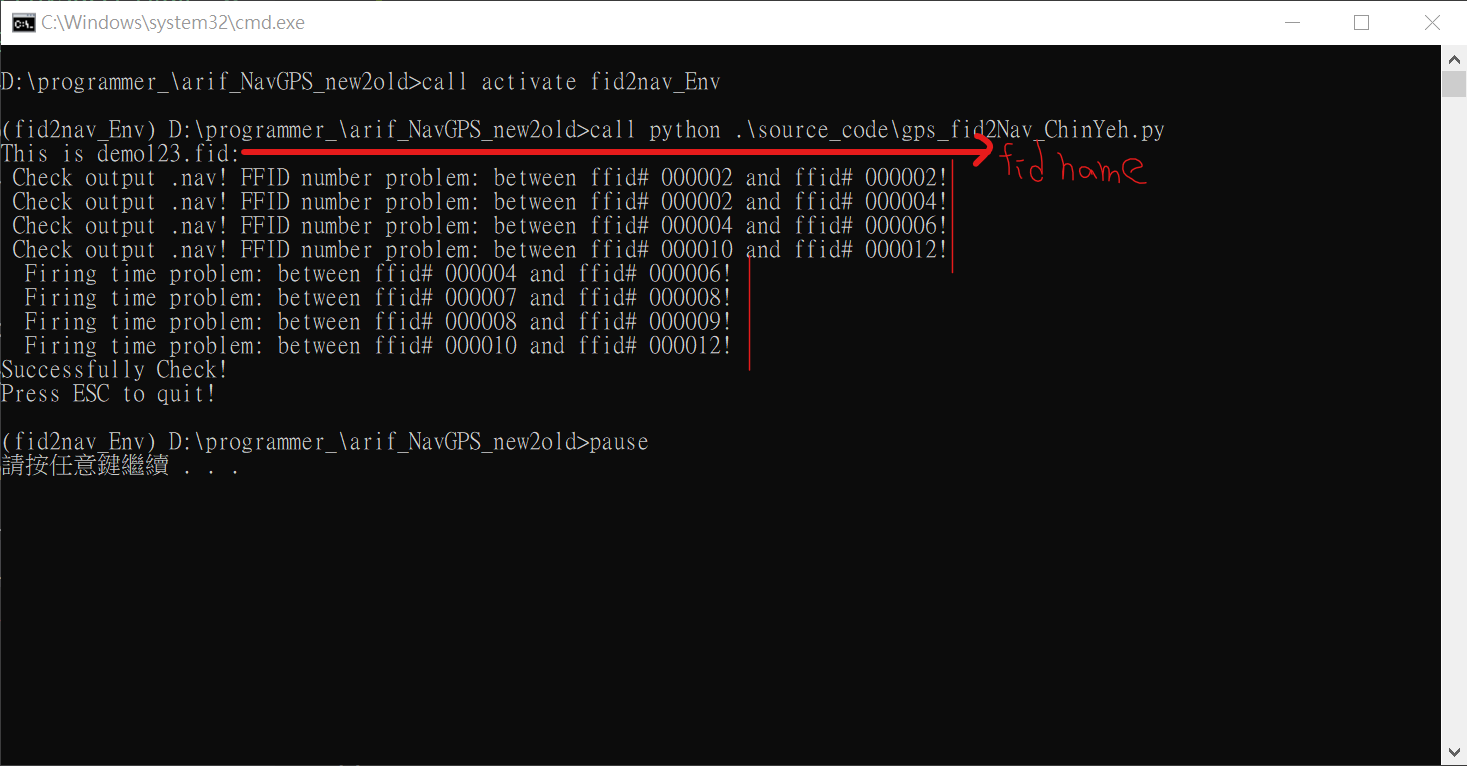 C:\Windows\system32\cmd.exe
D:\programmer_\arif_NavGPS_new2old>call activate fid2nav_Env
(fid2nav_Env) D:\programmer_\arif_NavGPS_new2old>call python .\source_code\gps_fid2Nav_ChinYeh.py
This is demo123.fid:
fid name
Check output .nav! FFID number problem: between ffid# 000002 and ffid# 000002!
Check output .nav! FFID number problem: between ffid# 000002 and ffid# 000004!
Check output .nav! FFID number problem: between ffid# 000004 and ffid# 000006!
Check output .nav! FFID number problem: between ffid# 000010 and ffid# 000012!
Firing time problem: between ffid# 000004 and ffid# 000006!
Firing time problem: between ffid# 000007 and ffid# 000008!
Firing time problem: between ffid# 000008 and ffid# 000009!
Firing time problem: between ffid# 000010 and ffid# 000012!
Successfully Check!
Press ESC to quit!
(fid2nav_Env) D:\programmer_\arif_NavGPS_new2old>pause
請按任意鍵繼續 . . .